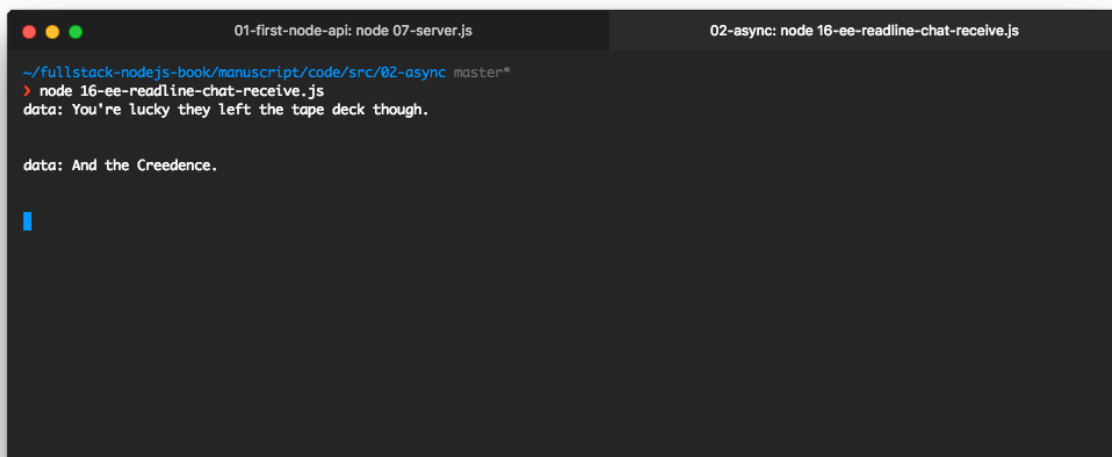 01-first-node-api: node 07-server.js
02-async: node 16-ee-readline-chat-receive.js
~/fullstack-nodejs-book/manuscript/code/src/02-async master*
❯ node 16-ee-readline-chat-receive.js
data: You're lucky they left the tape deck though.
data: And the Creedence.